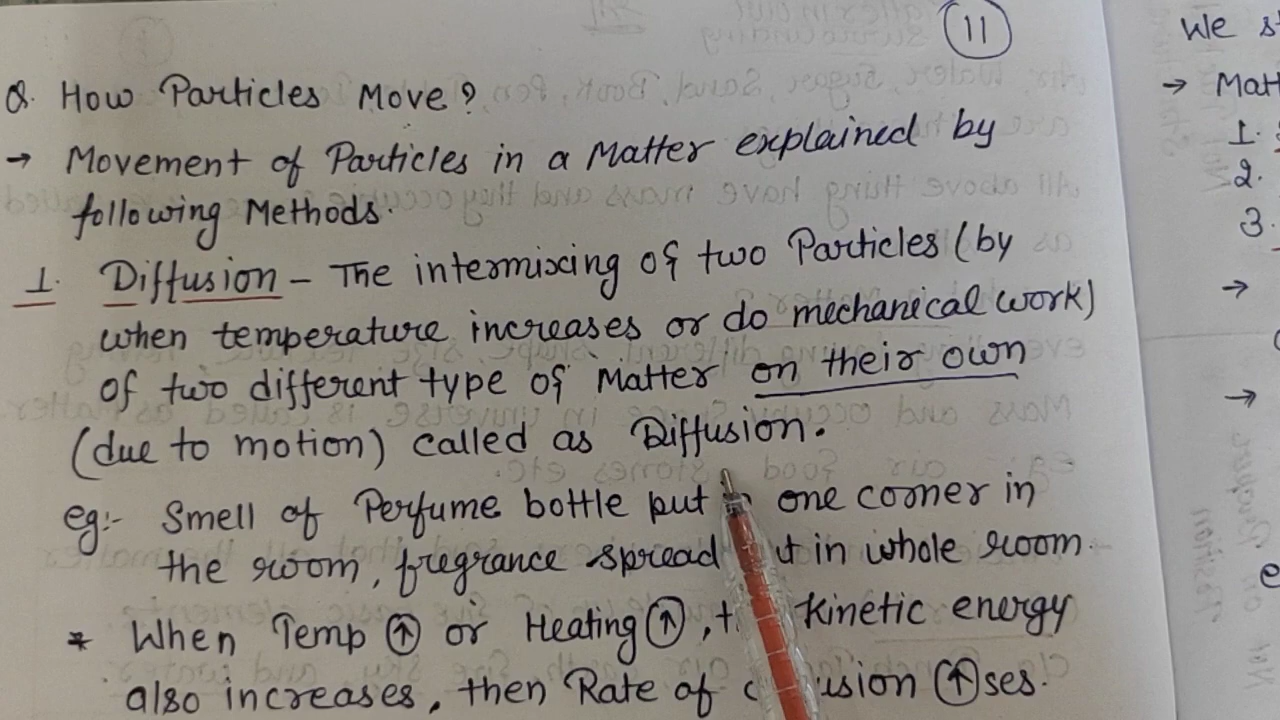 11
Q. How Particles Move?
→ Movement of Particles in a Matter explained by
following Methods.
1. Diffusion – The intermixing of two Particles (by
when temperature increases or do mechanical work)
of two different type of Matter on their own
(due to motion) called as Diffusion.
eg:- Smell of Perfume bottle put one corner in
the room, fregrance spread in whole room.
* When Temp ↑ or Heating ↑, kinetic energy
also increases, then Rate of ↑ses.
We
→
1.
2.
3.
→
→